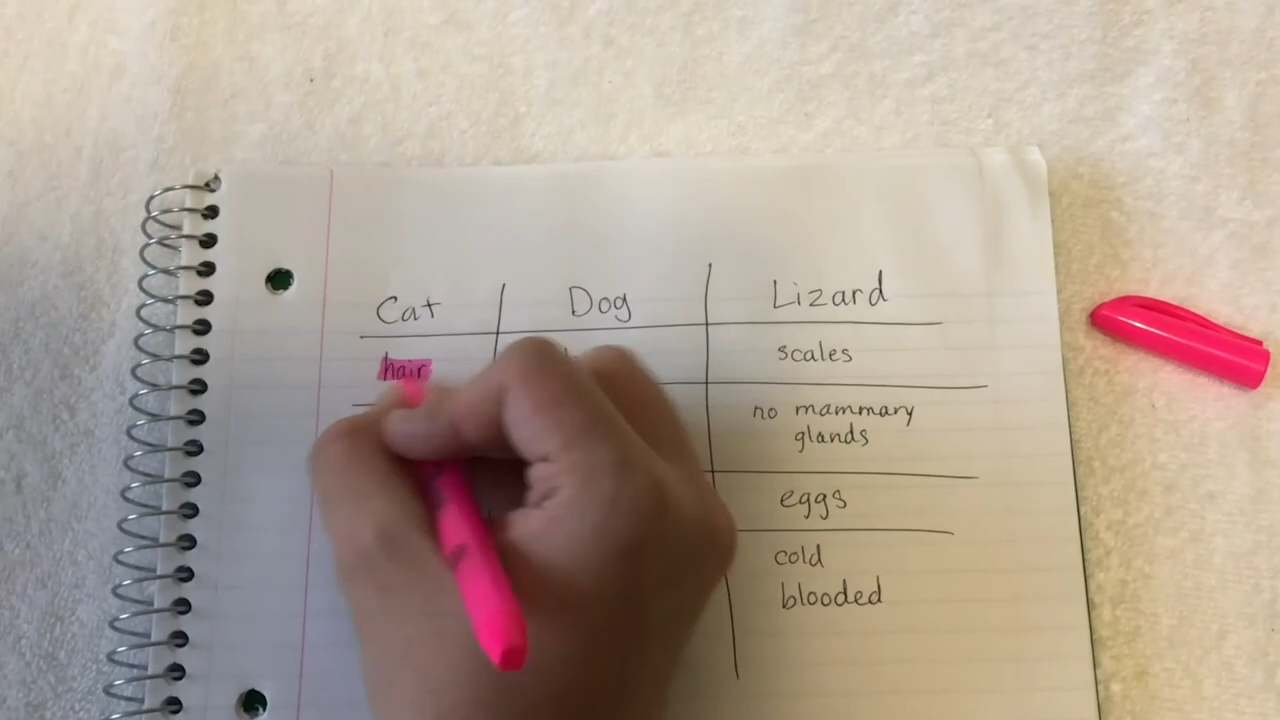 Cat Dog Lizard
hair scales
no mammary
glands
eggs
cold
blooded